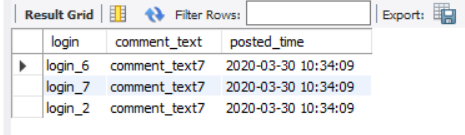 Result Grid Filter Rows: Export:
login comment_text posted_time
login_6 comment_text7 2020-03-30 10:34:09
login_7 comment_text7 2020-03-30 10:34:09
login_2 comment_text7 2020-03-30 10:34:09